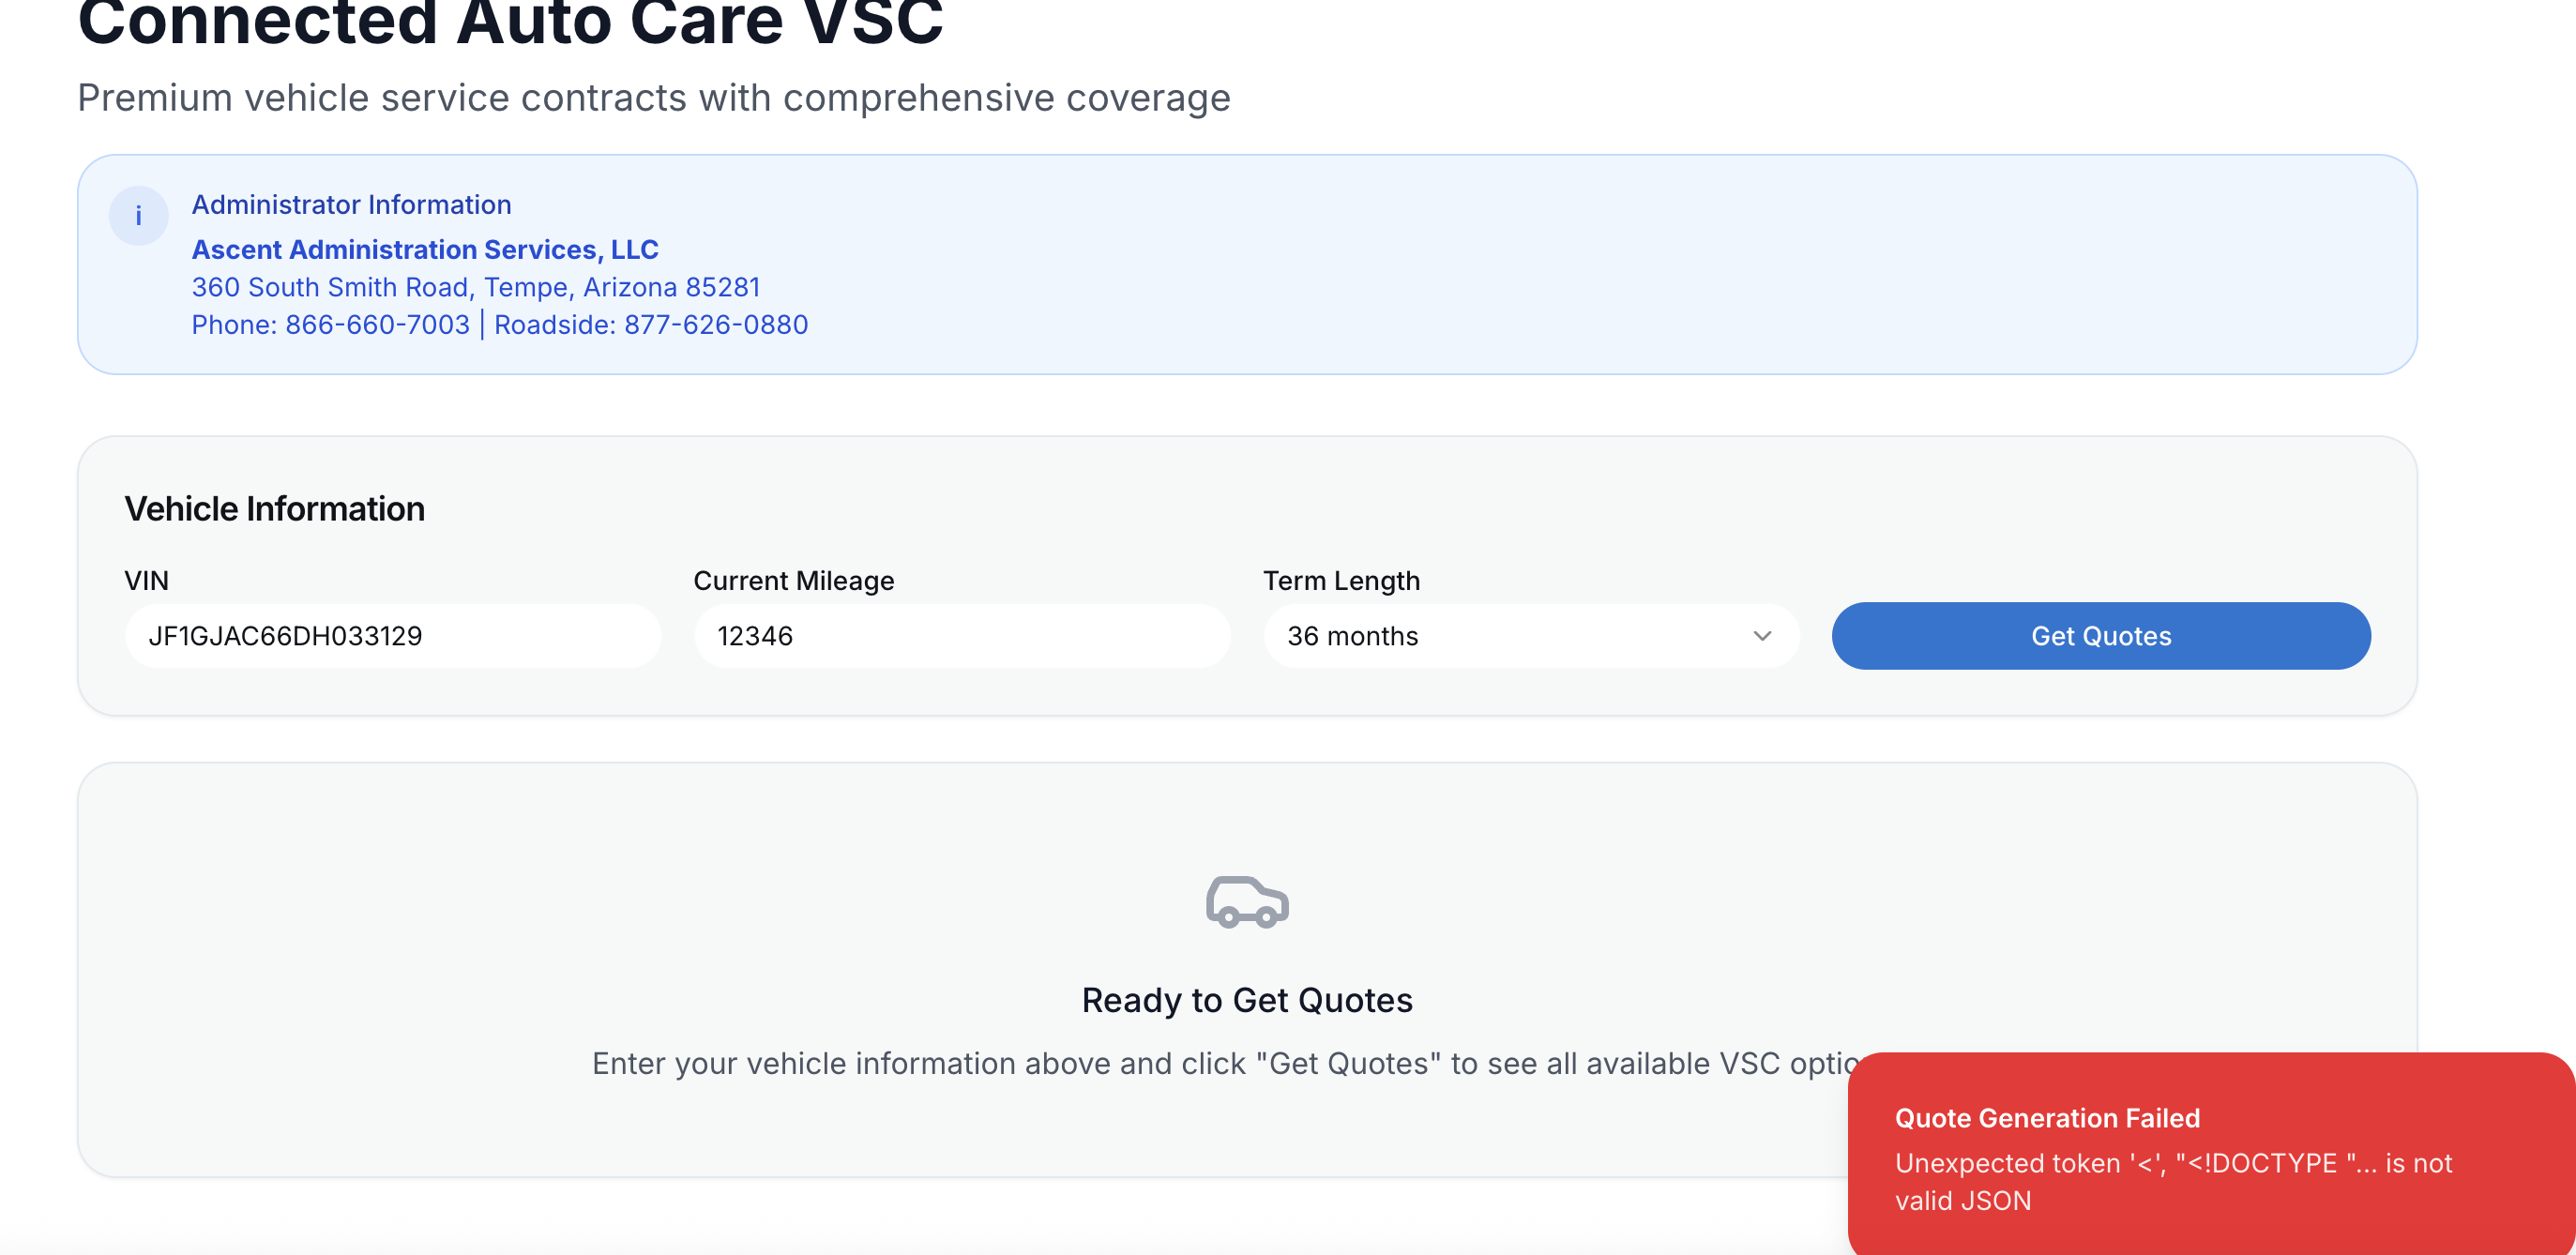 Connected Auto Care VSC
Premium vehicle service contracts with comprehensive coverage
i
Administrator Information
Ascent Administration Services, LLC
360 South Smith Road, Tempe, Arizona 85281
Phone: 866-660-7003 | Roadside: 877-626-0880
Vehicle Information
VIN
Current Mileage
Term Length
JF1GJAC66DH033129
12346
36 months
Get Quotes
Ready to Get Quotes
Enter your vehicle information above and click "Get Quotes" to see all available VSC optio
Quote Generation Failed
Unexpected token '<', "<!DOCTYPE "... is not
valid JSON